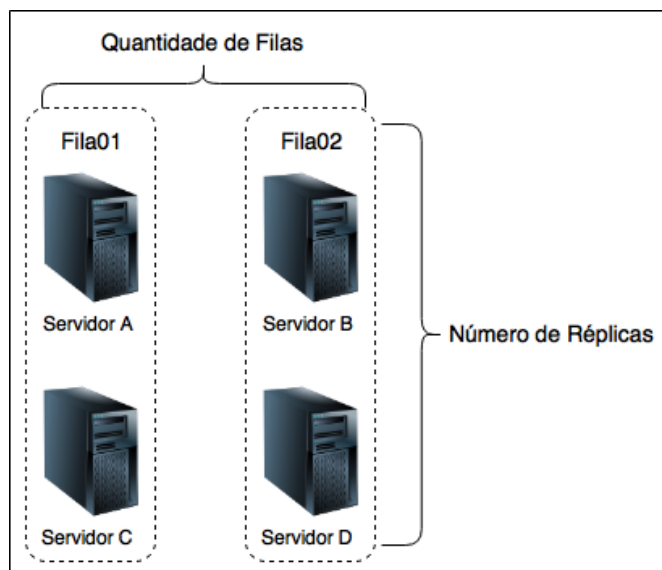 Quantidade de Filas
Fila01
Fila02
Servidor A
Servidor B
Número de Réplicas
Servidor C
Servidor D